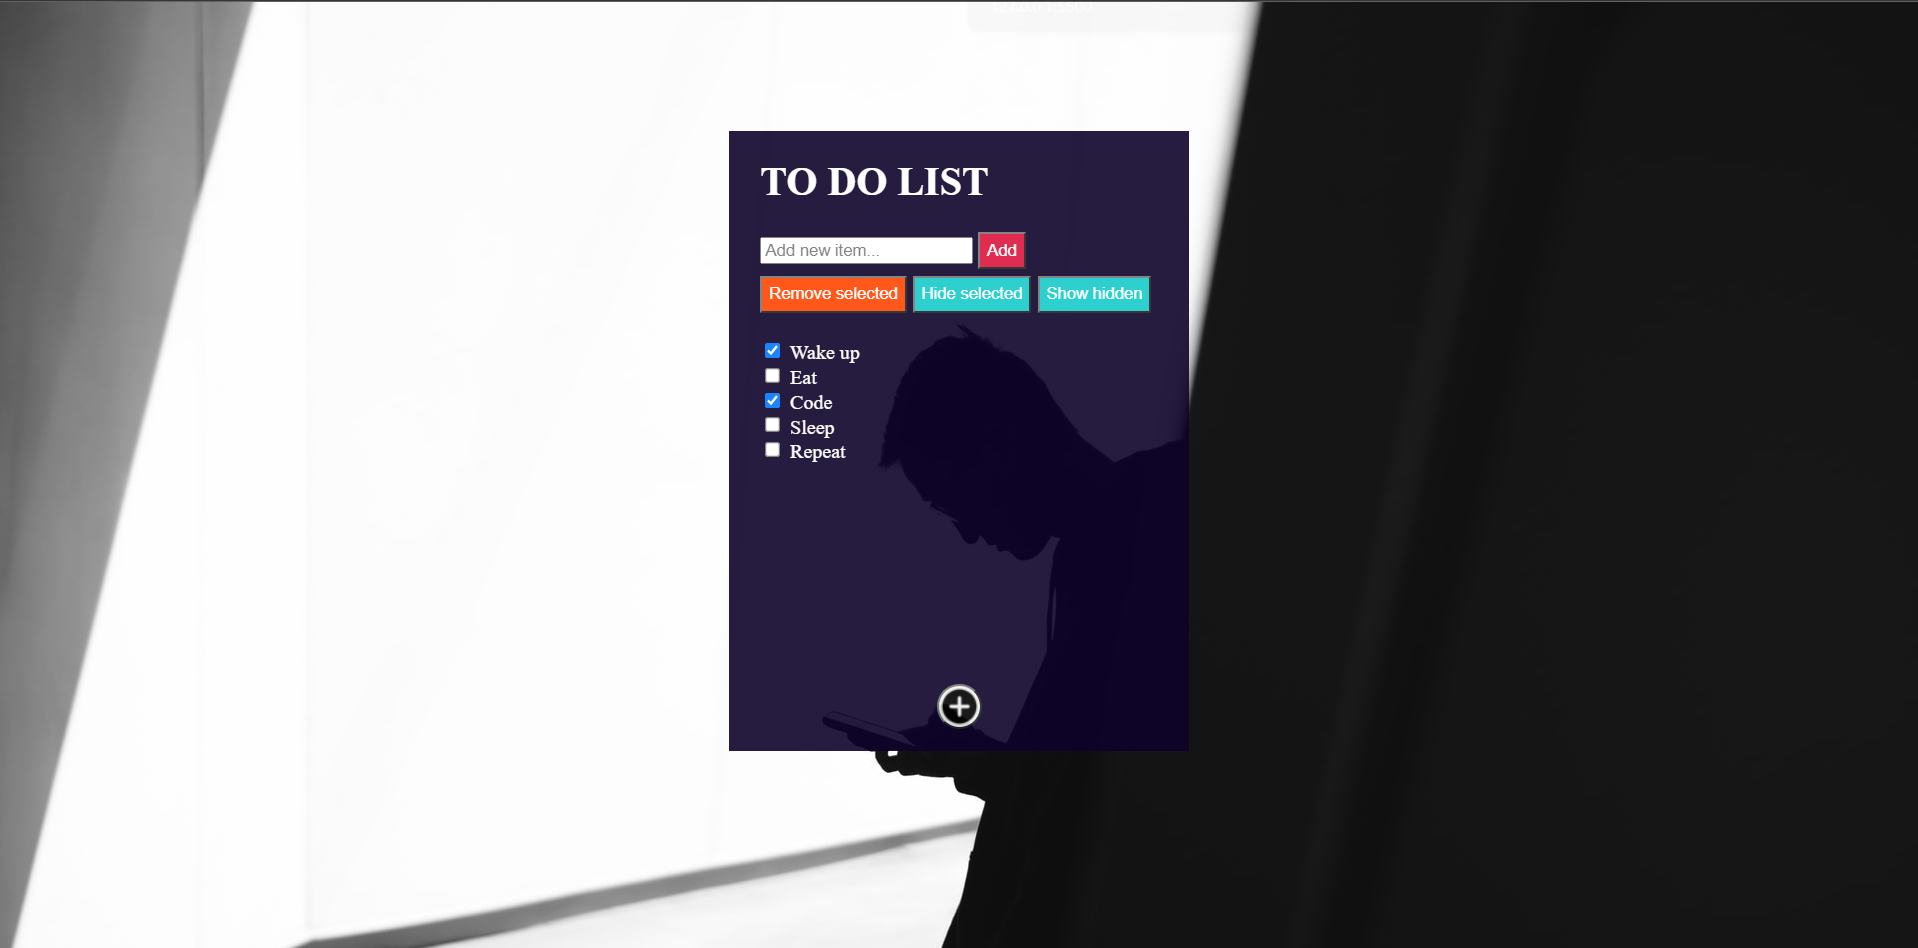 TO DO LIST
Add new item... Add
Remove selected Hide selected Show hidden
Wake up
Eat
Code
Sleep
Repeat